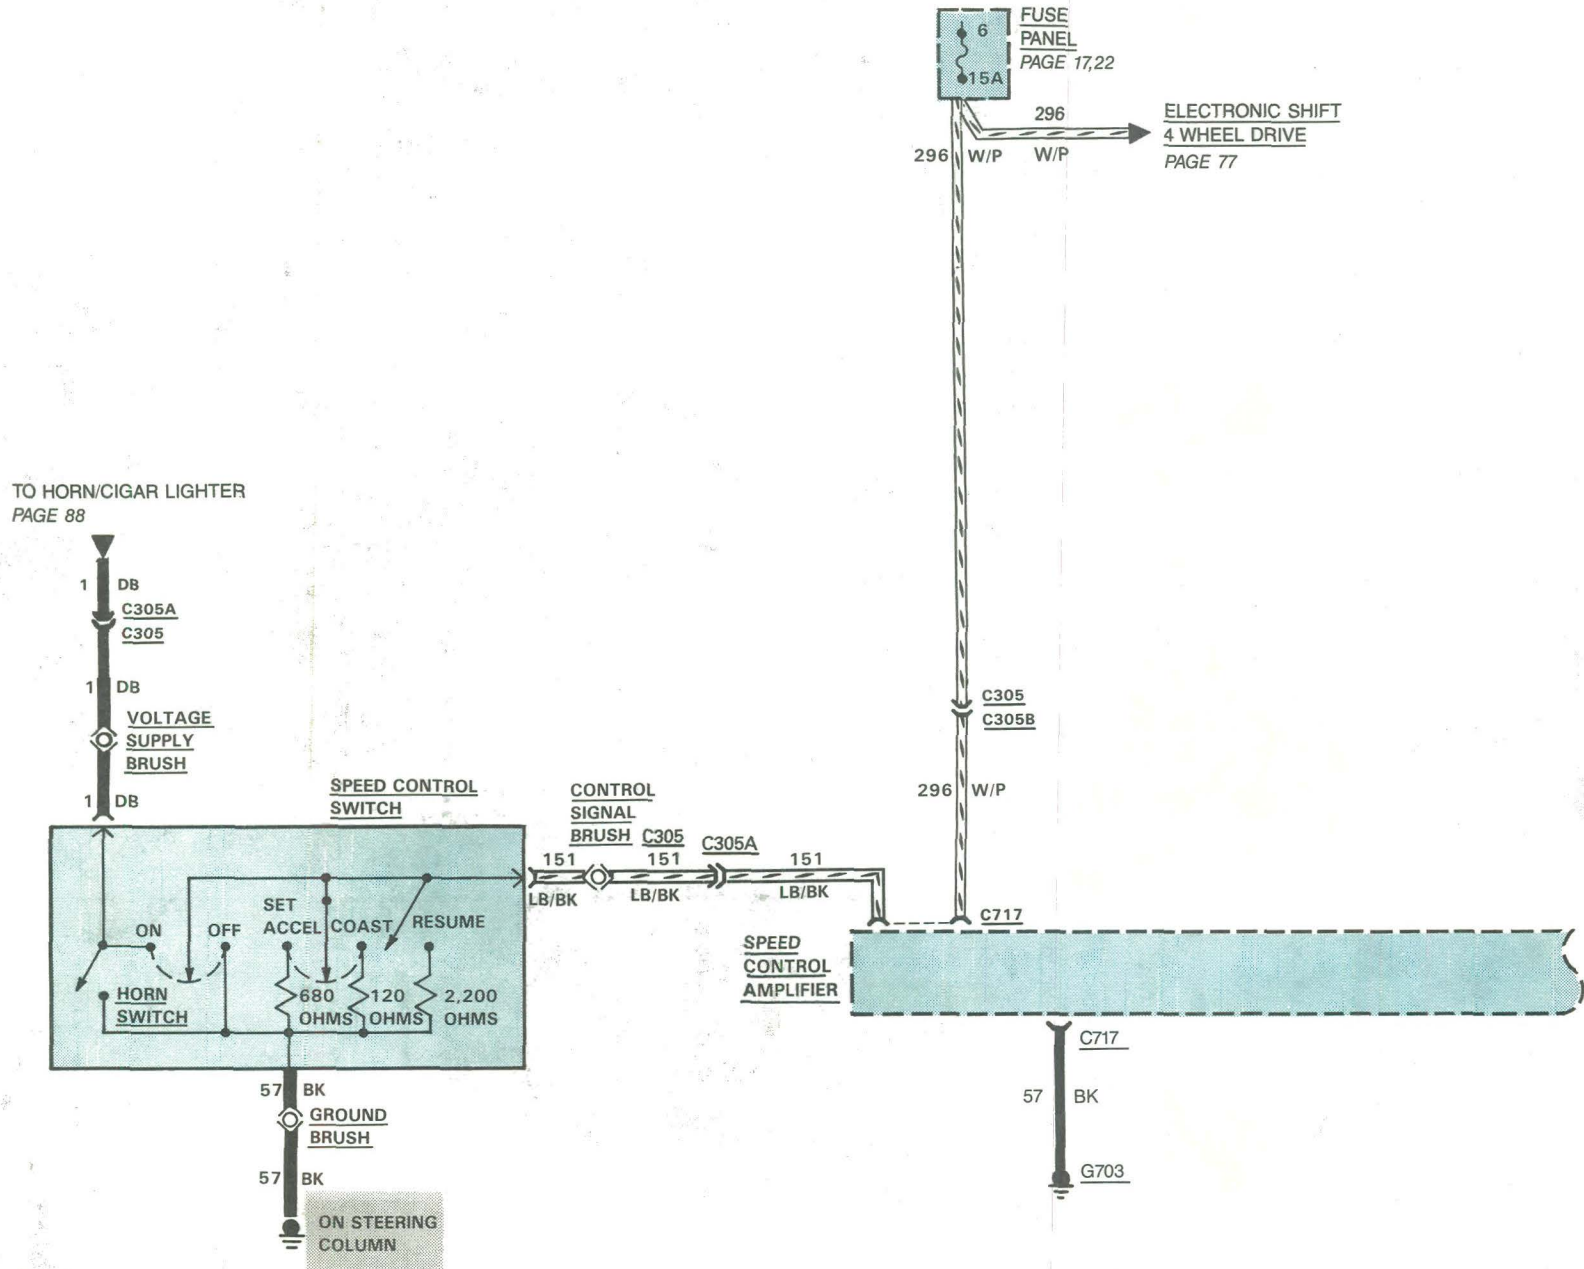 6
15A
FUSE
PANEL
PAGE 17,22
296
296 W/P
W/P
ELECTRONIC SHIFT
4 WHEEL DRIVE
PAGE 77
TO HORN/CIGAR LIGHTER
PAGE 88
1 DB
C305A
C305
1 DB
VOLTAGE
SUPPLY
BRUSH
1 DB
SPEED CONTROL
SWITCH
ON
OFF
SET
ACCEL
COAST
RESUME
HORN
SWITCH
680
OHMS
120
OHMS
2,200
OHMS
57 BK
GROUND
BRUSH
57 BK
ON STEERING
COLUMN
CONTROL
SIGNAL
BRUSH
C305
C305A
151
LB/BK
151
LB/BK
151
LB/BK
C305
C305B
296 W/P
C717
SPEED
CONTROL
AMPLIFIER
C717
57 BK
G703